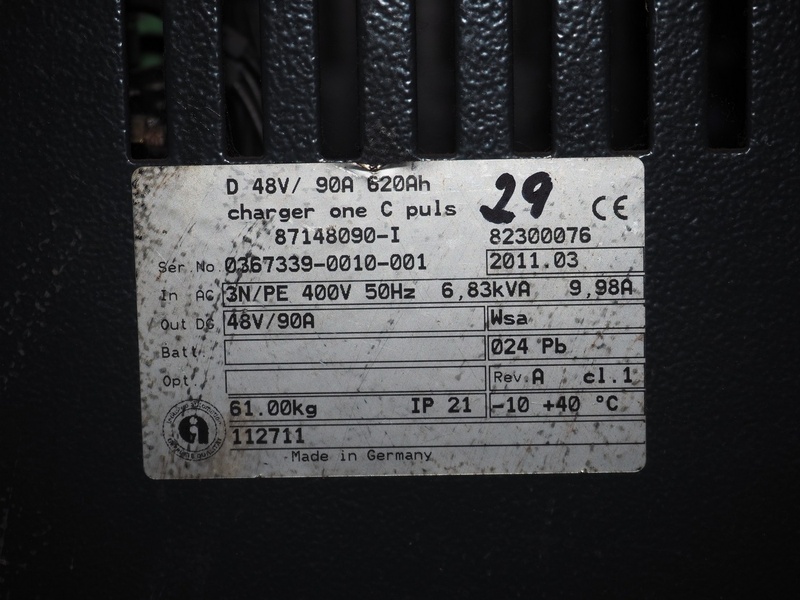 D 48V/ 90A 620Ah
29
charger one C puls
CE
87148090-I 82300076
Ser.No. 0367339-0010-001 2011.03
In AC 3N/PE 400V 50Hz 6,83kVA 9,98A
Out DC 48V/90A Wsa
Batt. 024 Pb
Opt. Rev. A cl.1
61.00kg IP 21 -10 +40 °C
112711
Made in Germany